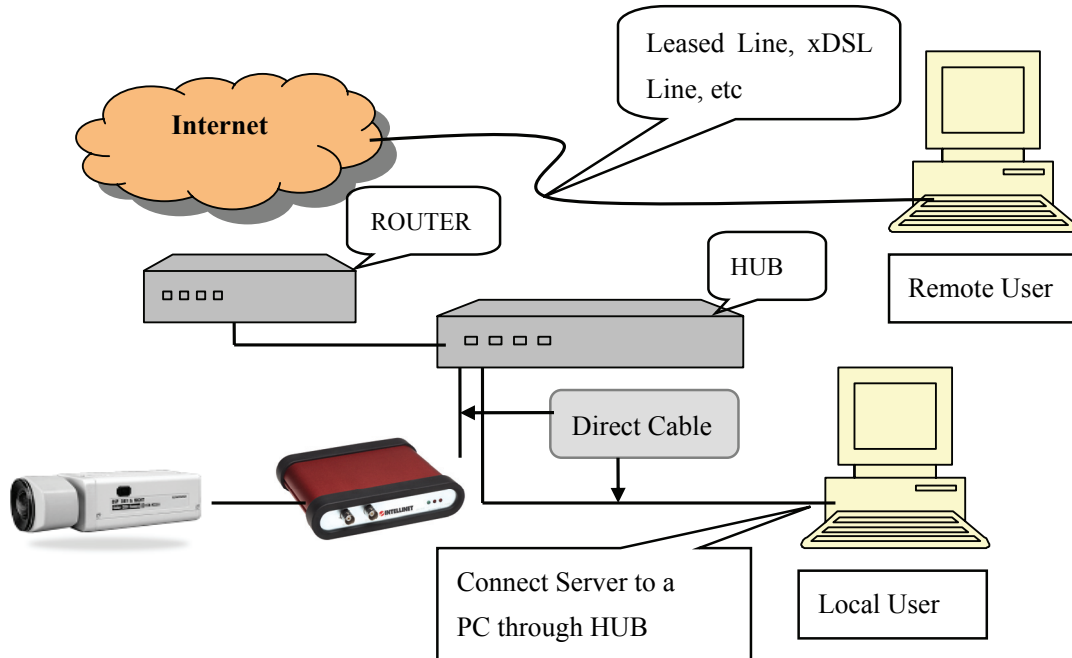 Leased Line, xDSL
Line, etc
Internet
ROUTER
HUB
Remote User
Direct Cable
INTELLINET
Connect Server to a
PC through HUB
Local User